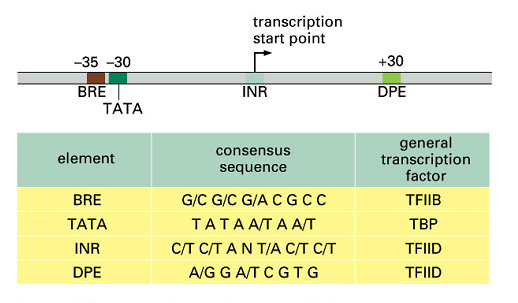 transcription
start point
−35 −30 +30
BRE INR DPE
TATA
element consensus sequence general transcription factor
BRE G/C G/C G/A C G C C TFIIB
TATA T A T A A/T A A/T TBP
INR C/T C/T A N T/A C/T C/T TFIID
DPE A/G G A/T C G T G TFIID